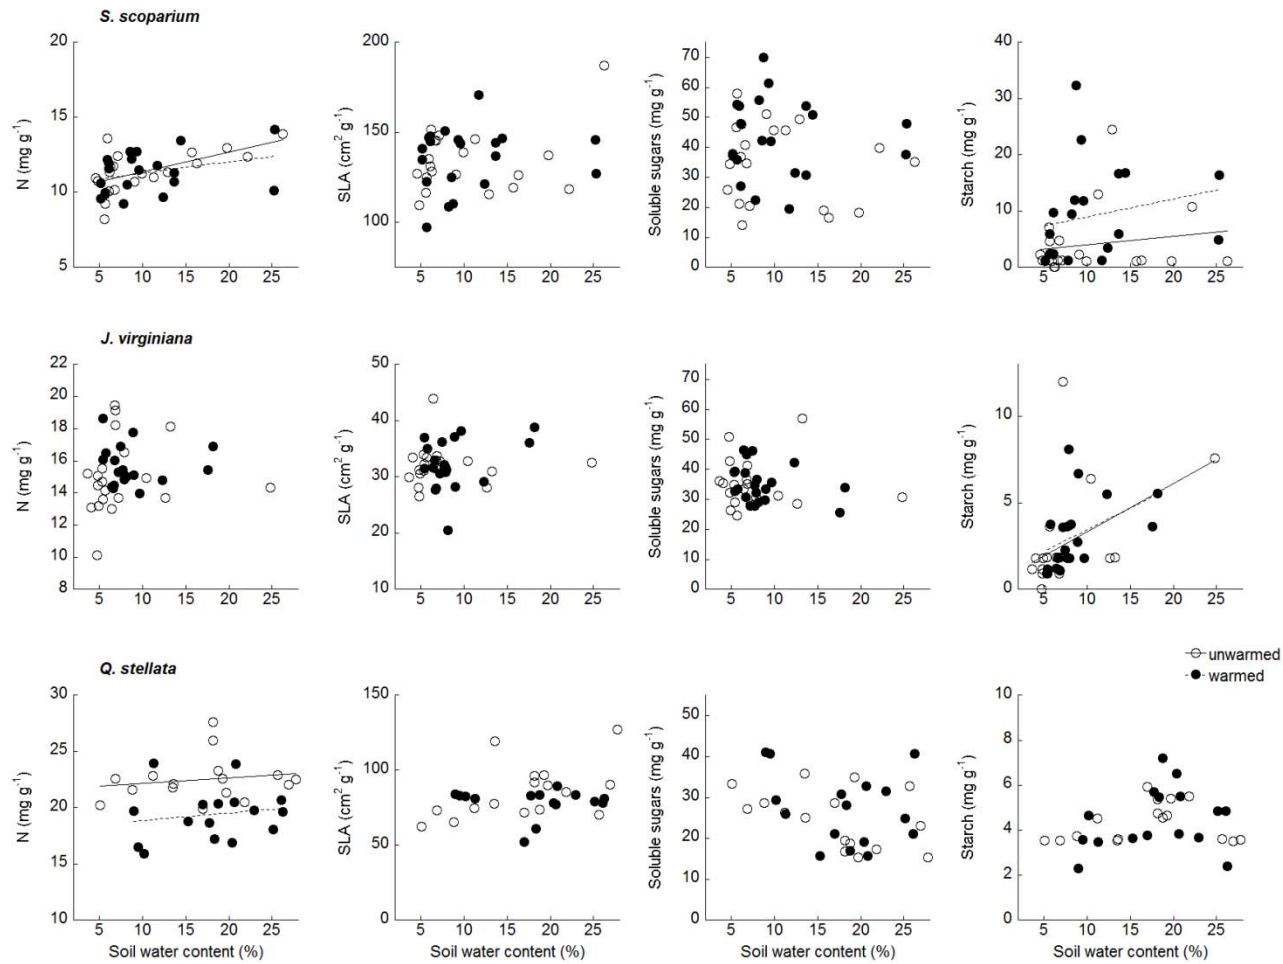 S. scoparium
20
15
10
5
N (mg g⁻¹)
5 10 15 20 25
200
150
100
SLA (cm² g⁻¹)
5 10 15 20 25
70
60
50
40
30
20
10
0
Soluble sugars (mg g⁻¹)
5 10 15 20 25
40
30
20
10
0
Starch (mg g⁻¹)
5 10 15 20 25
J. virginiana
22
20
18
16
14
12
10
8
N (mg g⁻¹)
5 10 15 20 25
50
40
30
20
10
SLA (cm² g⁻¹)
5 10 15 20 25
70
60
50
40
30
20
10
0
Soluble sugars (mg g⁻¹)
5 10 15 20 25
10
5
0
Starch (mg g⁻¹)
5 10 15 20 25
Q. stellata
unwarmed
warmed
30
25
20
15
10
N (mg g⁻¹)
5 10 15 20 25
Soil water content (%)
150
100
50
0
SLA (cm² g⁻¹)
5 10 15 20 25
Soil water content (%)
50
40
30
20
10
0
Soluble sugars (mg g⁻¹)
5 10 15 20 25
Soil water content (%)
10
8
6
4
2
0
Starch (mg g⁻¹)
5 10 15 20 25
Soil water content (%)